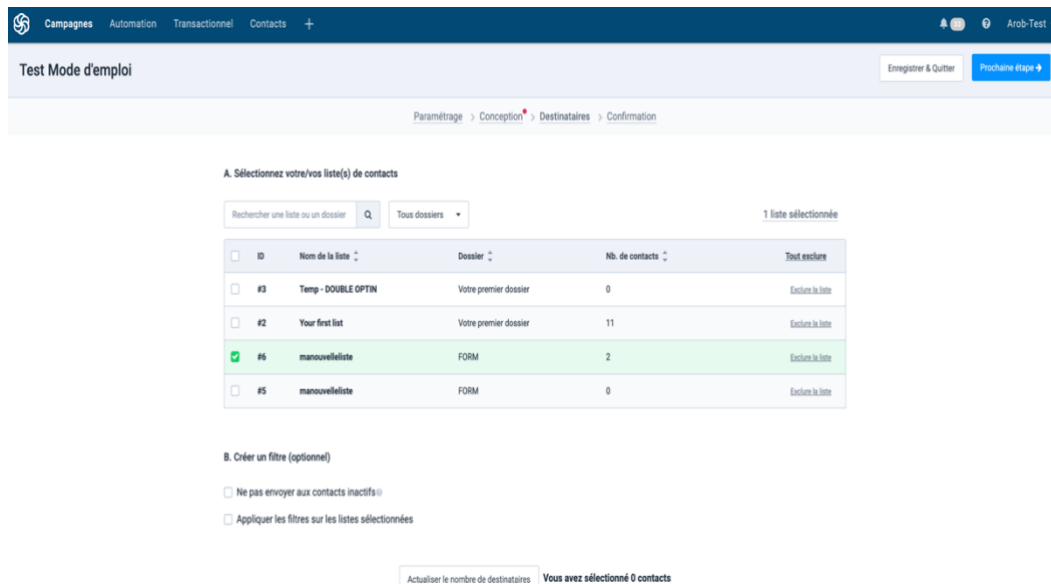 Campagnes Automation Transactionnel Contacts + Arob-Test
Test Mode d'emploi Enregistrer & Quitter Prochaine étape →
Paramétrage > Conception > Destinataires > Confirmation
A. Sélectionnez votre/vos liste(s) de contacts
Rechercher une liste ou un dossier Tous dossiers 1 liste sélectionnée
ID Nom de la liste Dossier Nb. de contacts Tout exclure
#3 Temp - DOUBLE OPTIN Votre premier dossier 0 Exclure la liste
#2 Your first list Votre premier dossier 11 Exclure la liste
#6 manouvelleliste FORM 2 Exclure la liste
#5 manouvelleliste FORM 0 Exclure la liste
B. Créer un filtre (optionnel)
Ne pas envoyer aux contacts inactifs
Appliquer les filtres sur les listes sélectionnées
Actualiser le nombre de destinataires Vous avez sélectionné 0 contacts